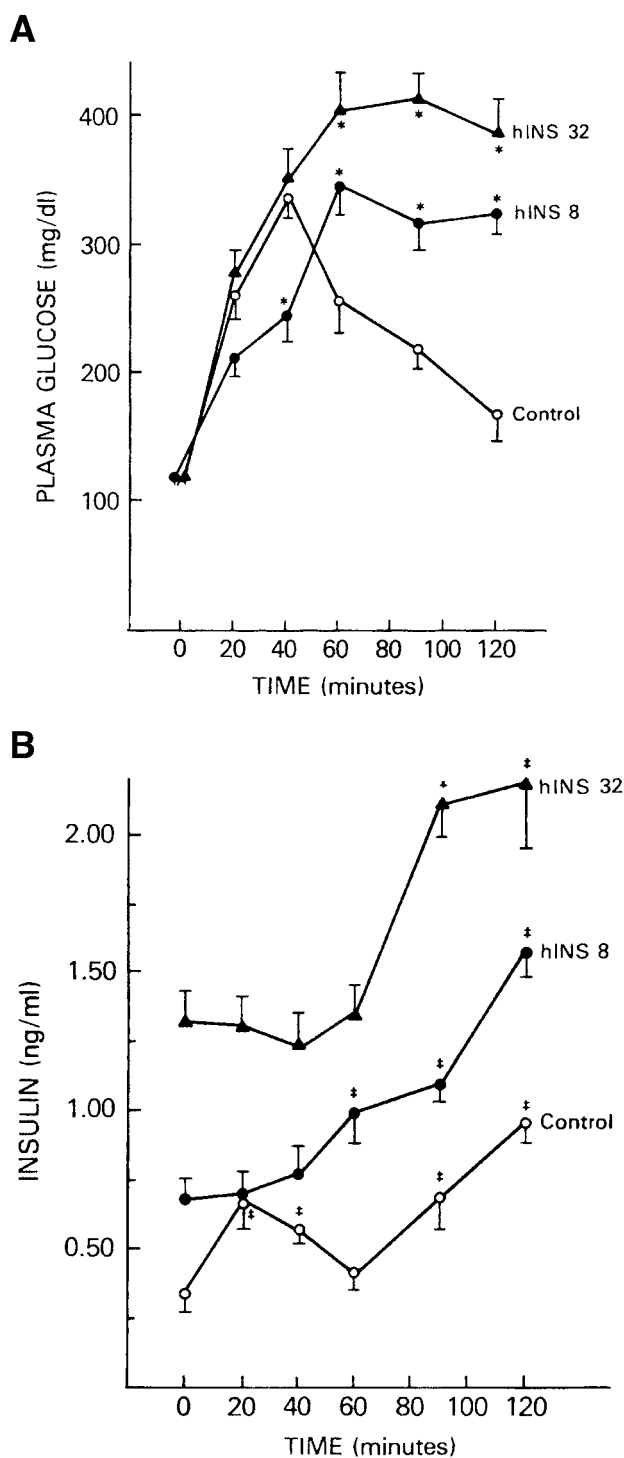 A
PLASMA GLUCOSE (mg/dl)
400
300
200
100
* * *
hINS 32
* * * *
hINS 8
Control
0 20 40 60 80 100 120
TIME (minutes)
B
INSULIN (ng/ml)
2.00
1.50
1.00
0.50
‡
hINS 32
‡ ‡ ‡
hINS 8
‡ ‡ ‡ ‡
Control
0 20 40 60 80 100 120
TIME (minutes)